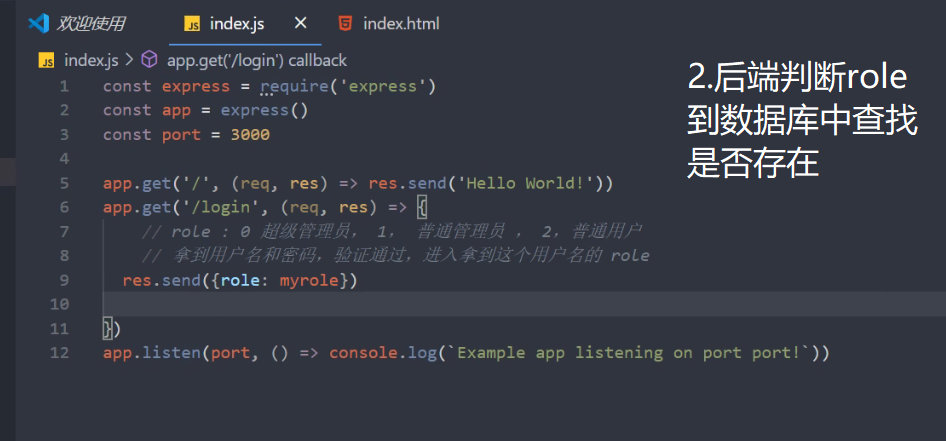 欢迎使用 index.js index.html
index.js > app.get('/login') callback
1 const express = require('express')
2 const app = express()
3 const port = 3000
4
5 app.get('/', (req, res) => res.send('Hello World!'))
6 app.get('/login', (req, res) => {
7 // role : 0 超级管理员, 1, 普通管理员 , 2, 普通用户
8 // 拿到用户名和密码, 验证通过, 进入拿到这个用户名的 role
9 res.send({role: myrole})
10
11 })
12 app.listen(port, () => console.log(`Example app listening on port port!`))
2.后端判断role
到数据库中查找
是否存在